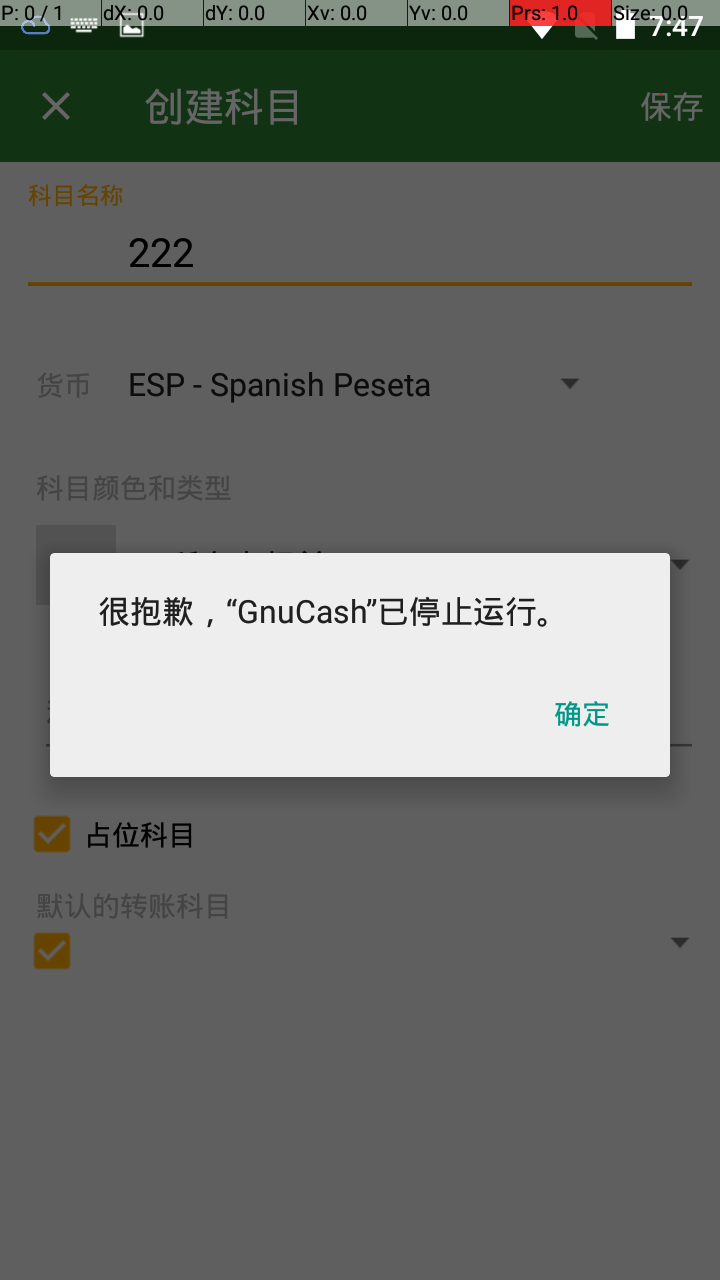 P: 0 / 1 dX: 0.0 dY: 0.0 Xv: 0.0 Yv: 0.0 Prs: 1.0 Size: 0.0
7:47
创建科目 保存
科目名称
222
货币 ESP - Spanish Peseta
科目颜色和类型
很抱歉，“GnuCash”已停止运行。
确定
占位科目
默认的转账科目